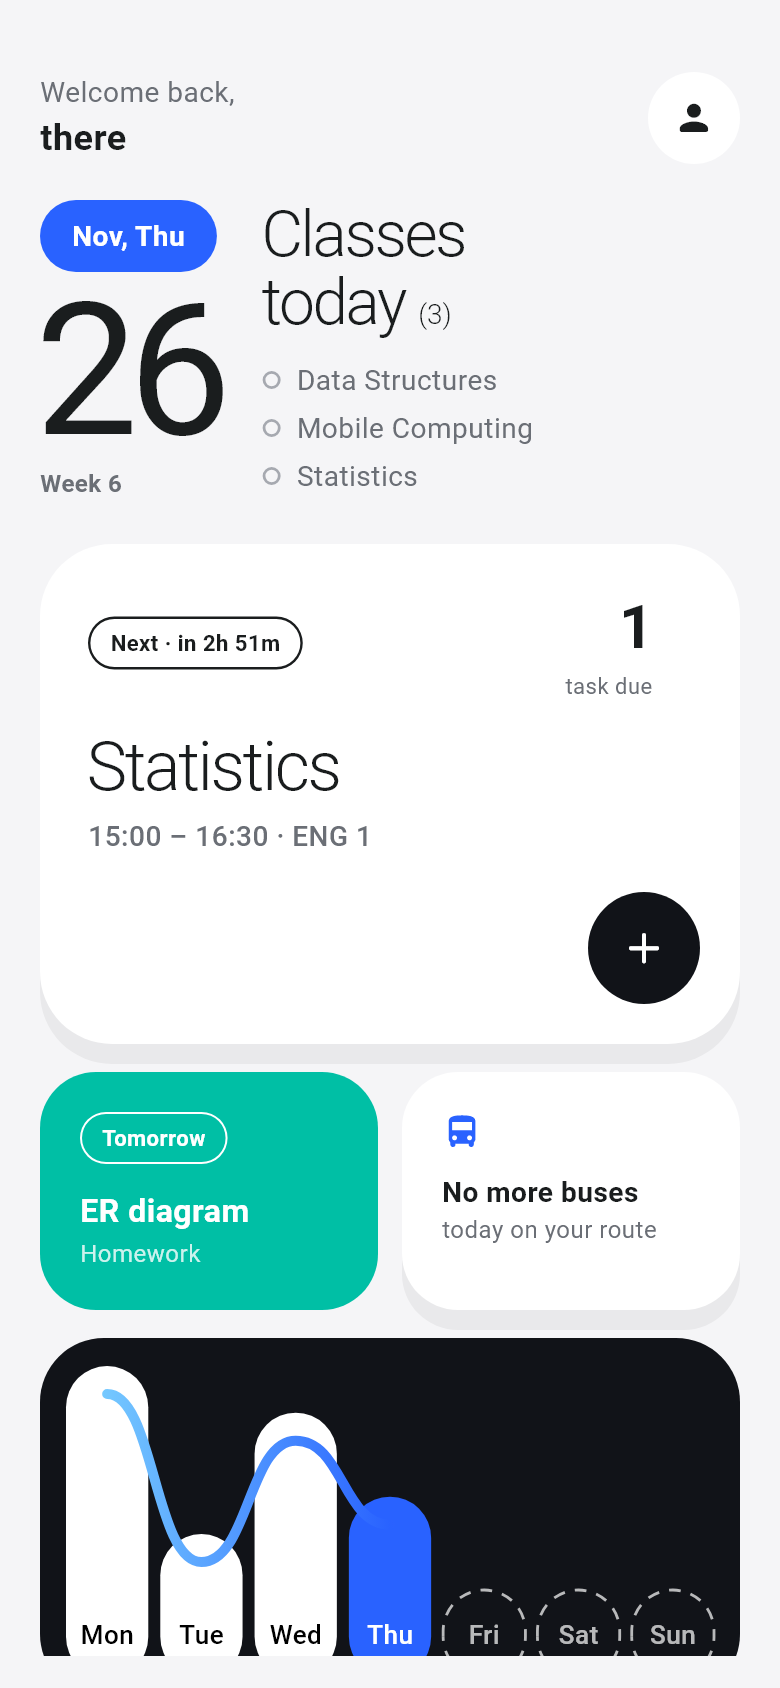 Welcome back,
there
Nov, Thu
26
Week 6
Classes
today (3)
Data Structures
Mobile Computing
Statistics
Next · in 2h 51m
1
task due
Statistics
15:00 – 16:30 · ENG 1
Tomorrow
ER diagram
Homework
No more buses
today on your route
Mon Tue Wed Thu Fri Sat Sun